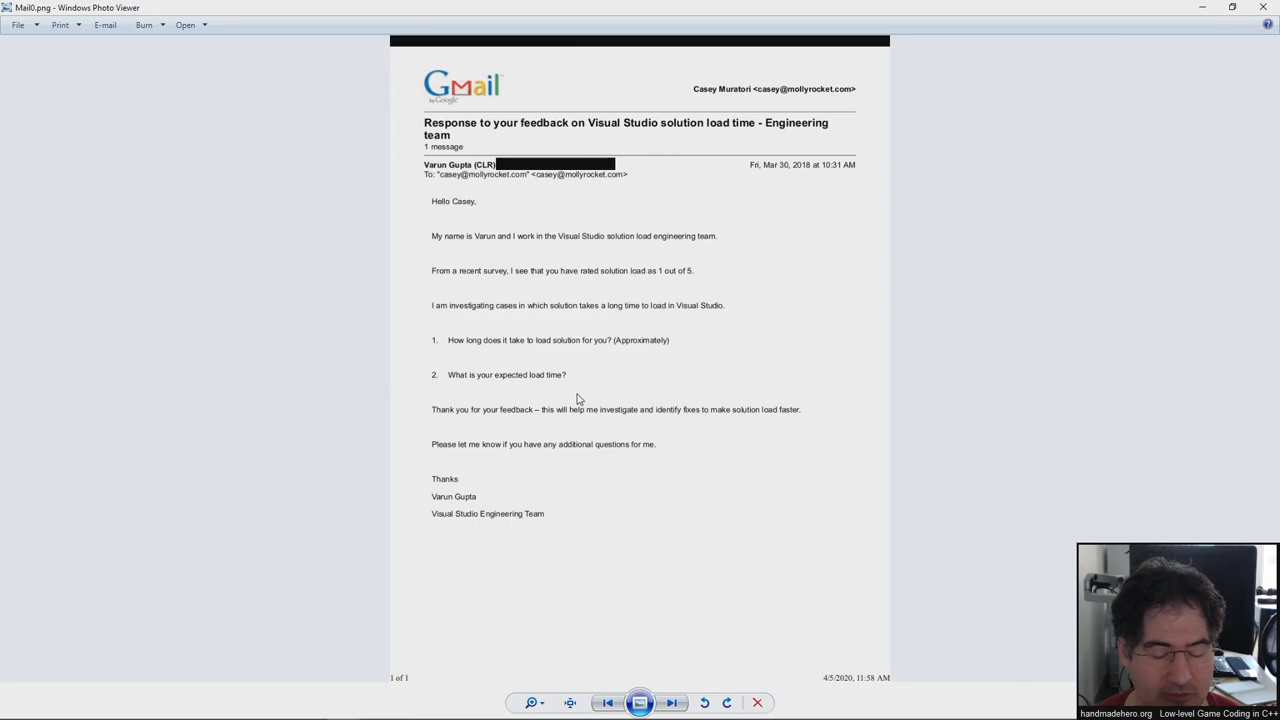 Mail0.png - Windows Photo Viewer
File Print E-mail Burn Open
Gmail
by Google
Casey Muratori <casey@mollyrocket.com>
Response to your feedback on Visual Studio solution load time - Engineering
team
1 message
Varun Gupta (CLR)
Fri, Mar 30, 2018 at 10:31 AM
To: "casey@mollyrocket.com" <casey@mollyrocket.com>
Hello Casey,
My name is Varun and I work in the Visual Studio solution load engineering team.
From a recent survey, I see that you have rated solution load as 1 out of 5.
I am investigating cases in which solution takes a long time to load in Visual Studio.
1. How long does it take to load solution for you? (Approximately)
2. What is your expected load time?
Thank you for your feedback – this will help me investigate and identify fixes to make solution load faster.
Please let me know if you have any additional questions for me.
Thanks
Varun Gupta
Visual Studio Engineering Team
1 of 1
4/5/2020, 11:58 AM
handmadehero.org Low-level Game Coding in C++